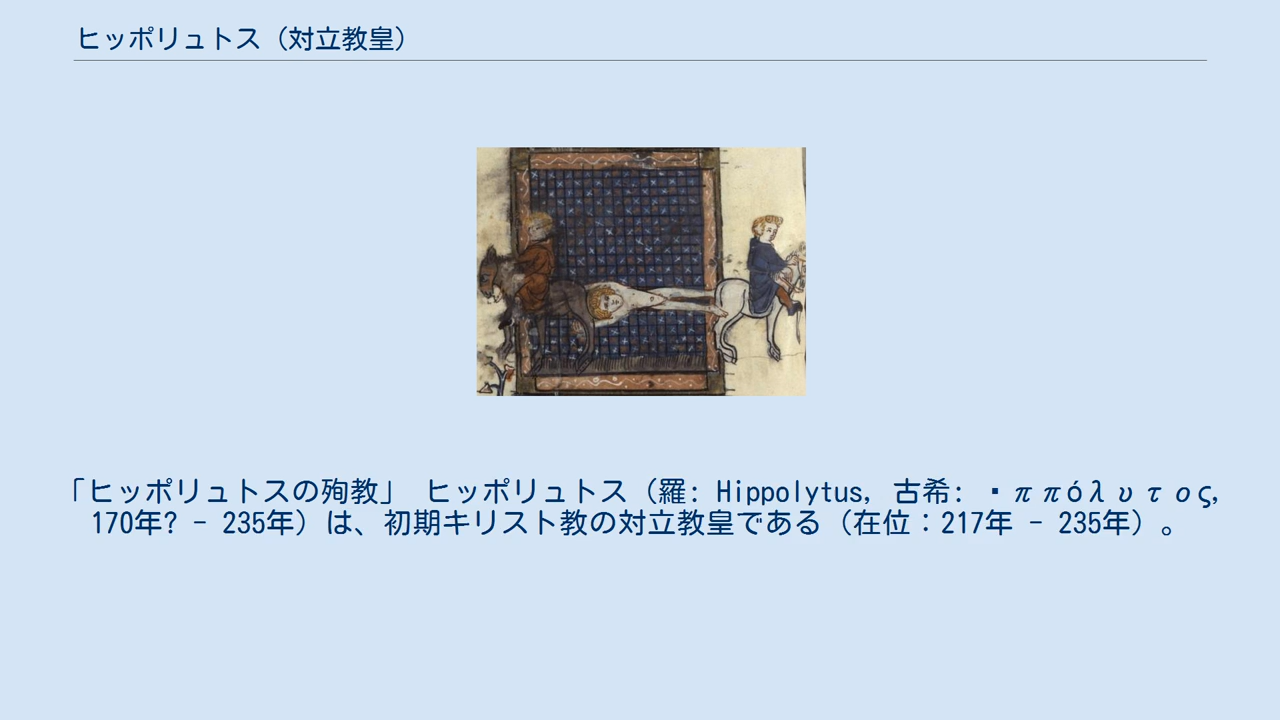 ヒッポリュトス（対立教皇）
「ヒッポリュトスの殉教」 ヒッポリュトス（羅: Hippolytus, 古希: ・ππόλυτος,
170年? - 235年）は、初期キリスト教の対立教皇である（在位：217年 - 235年）。